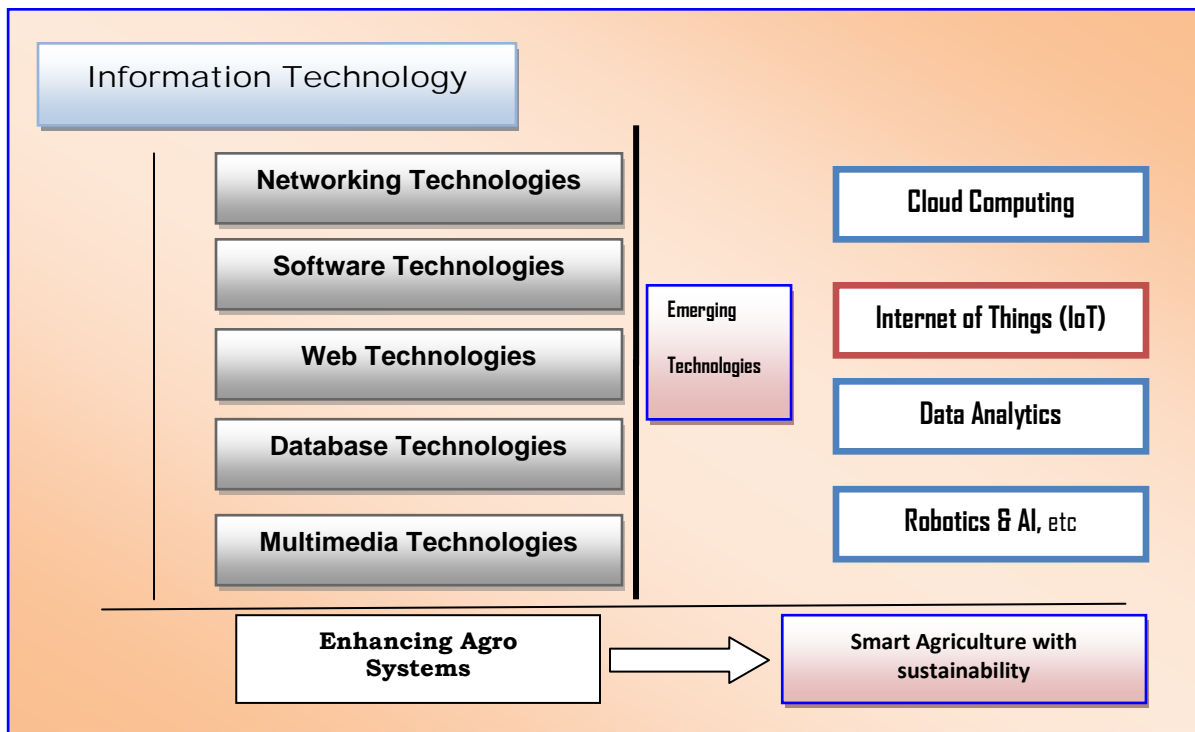 Information Technology
Networking Technologies
Software Technologies
Web Technologies
Database Technologies
Multimedia Technologies
Emerging
Technologies
Cloud Computing
Internet of Things (IoT)
Data Analytics
Robotics & AI, etc
Enhancing Agro
Systems
Smart Agriculture with
sustainability